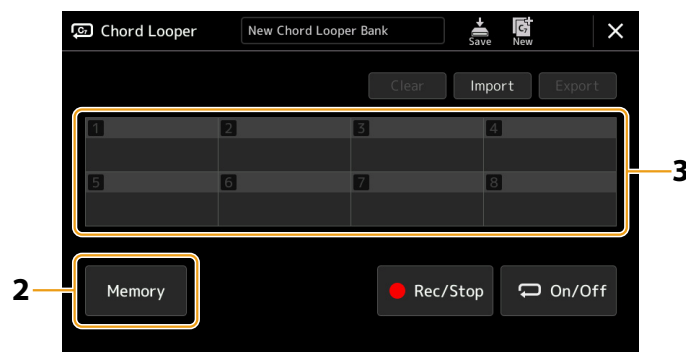 Chord Looper
New Chord Looper Bank
Save
New
Clear
Import
Export
1
2
3
4
5
6
7
8
3
2
Memory
Rec/Stop
On/Off